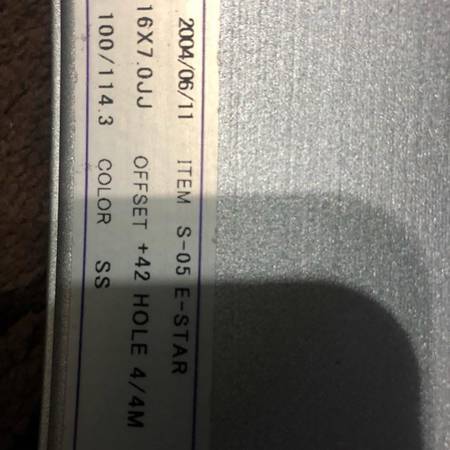 2004/06/11 ITEM S-05 E-STAR
16X7.0JJ OFFSET +42 HOLE 4/4M
100/114.3 COLOR SS